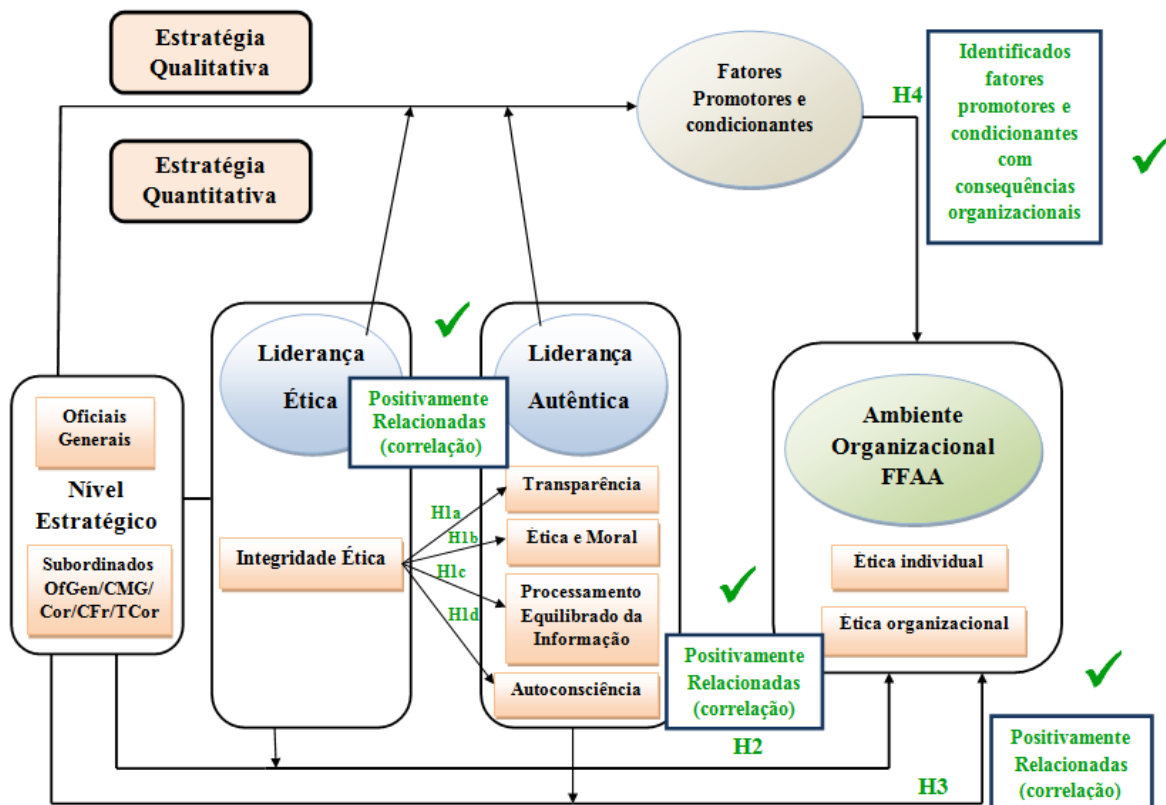 Estratégia
Qualitativa
Estratégia
Quantitativa
Fatores
Promotores e
condicionantes
H4
Identificados
fatores
promotores e
condicionantes
com
consequências
organizacionais
Oficiais
Generais
Nível
Estratégico
Subordinados
OfGen/CMG/
Cor/CFr/TCor
Liderança
Ética
Integridade Ética
Positivamente
Relacionadas
(correlação)
H1a
H1b
H1c
H1d
Liderança
Autêntica
Transparência
Ética e Moral
Processamento
Equilibrado da
Informação
Autoconsciência
Ambiente
Organizacional
FFAA
Ética individual
Ética organizacional
Positivamente
Relacionadas
(correlação)
H2
H3
Positivamente
Relacionadas
(correlação)